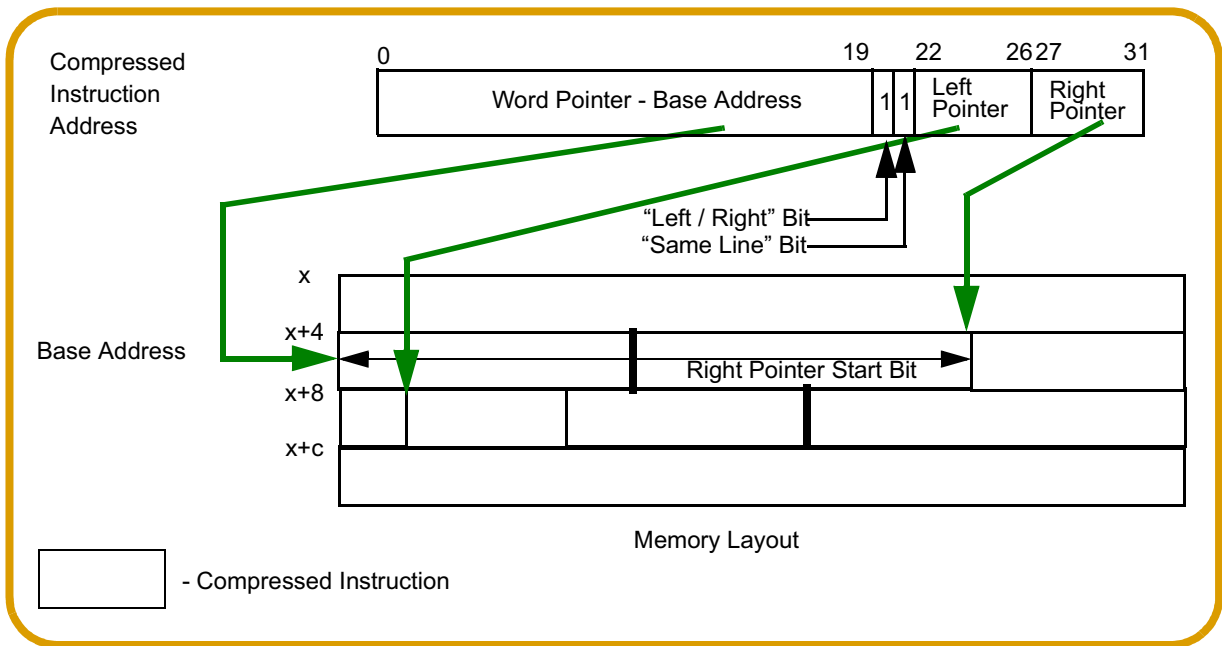 Compressed
Instruction
Address
0 19 22 26 27 31
Word Pointer - Base Address 1 1 Left Pointer Right Pointer
“Left / Right” Bit
“Same Line” Bit
x
x+4
Base Address
Right Pointer Start Bit
x+8
x+c
Memory Layout
- Compressed Instruction